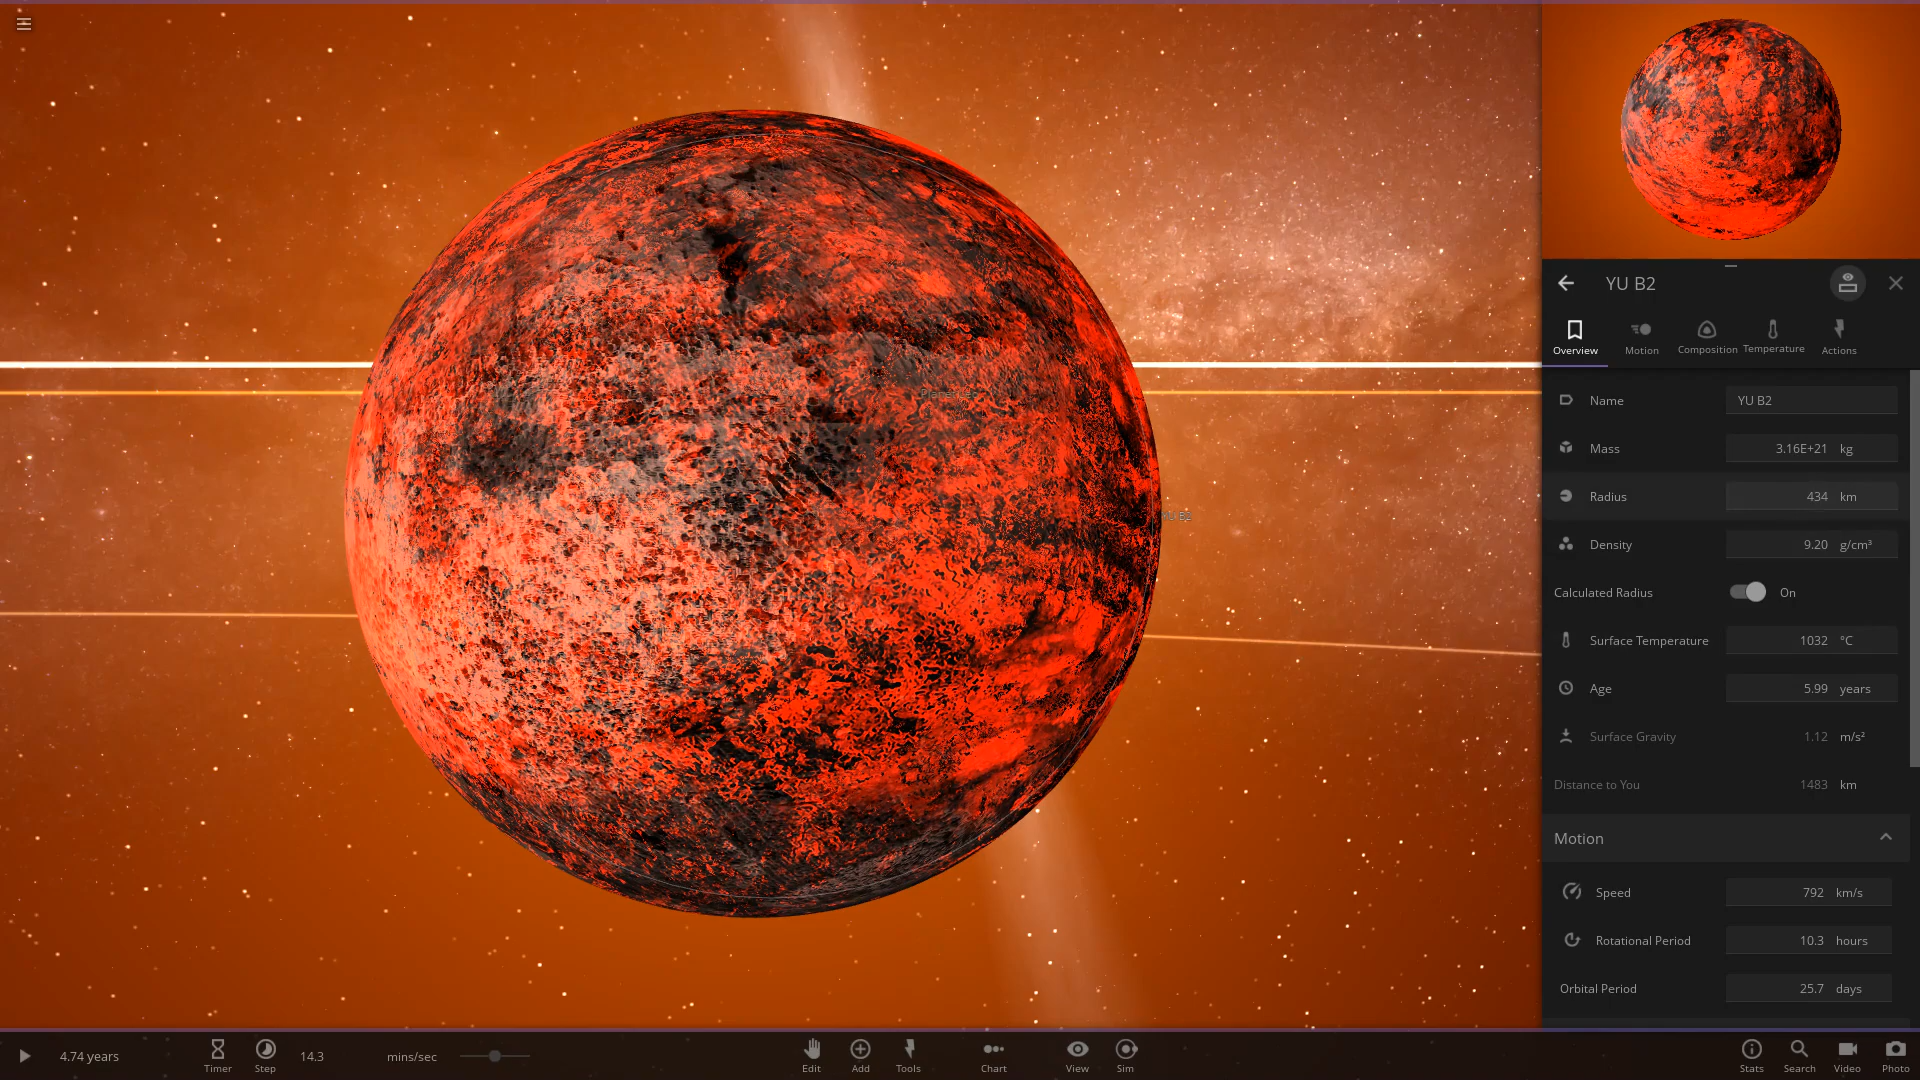 YU B2
Overview
Motion
Composition
Temperature
Actions
Name YU B2
Mass 3.16E+21 kg
Radius 434 km
Density 9.20 g/cm³
Calculated Radius On
Surface Temperature 1032 °C
Age 5.99 years
Surface Gravity 1.12 m/s²
Distance to You 1483 km
Motion
Speed 792 km/s
Rotational Period 10.3 hours
Orbital Period 25.7 days
YU B2
4.74 years
Timer
Step
14.3 mins/sec
Edit
Add
Tools
Chart
View
Sim
Stats
Search
Video
Photo